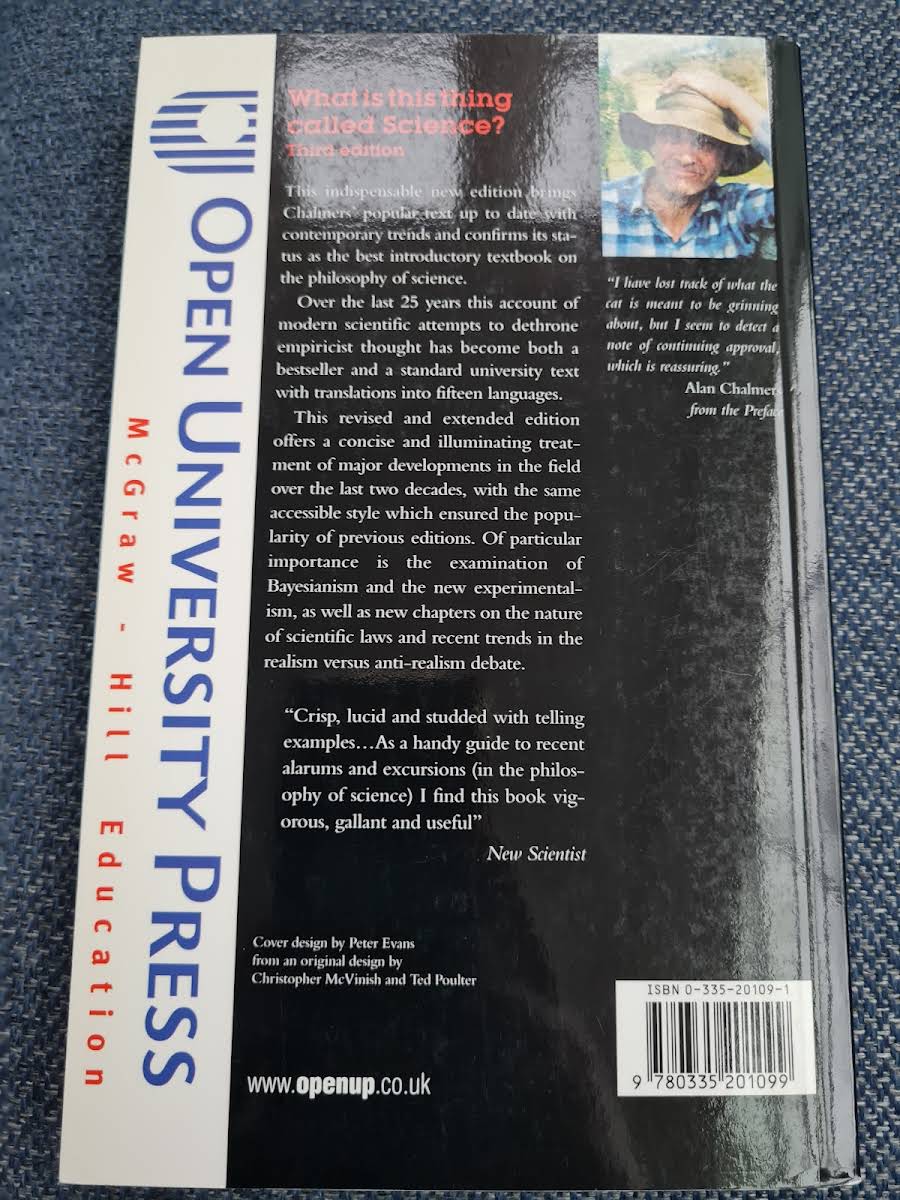 What is this thing
called Science?
Third edition
This indispensable new edition brings
Chalmers' popular text up to date with
contemporary trends and confirms its sta-
tus as the best introductory textbook on
the philosophy of science.
Over the last 25 years this account of
modern scientific attempts to dethrone
empiricist thought has become both a
bestseller and a standard university text
with translations into fifteen languages.
This revised and extended edition
offers a concise and illuminating treat-
ment of major developments in the field
over the last two decades, with the same
accessible style which ensured the popu-
larity of previous editions. Of particular
importance is the examination of
Bayesianism and the new experimental-
ism, as well as new chapters on the nature
of scientific laws and recent trends in the
realism versus anti-realism debate.
“Crisp, lucid and studded with telling
examples…As a handy guide to recent
alarums and excursions (in the philos-
ophy of science) I find this book vig-
orous, gallant and useful”
New Scientist
“I have lost track of what the
cat is meant to be grinning
about, but I seem to detect a
note of continuing approval,
which is reassuring.”
Alan Chalmers
from the Preface
Cover design by Peter Evans
from an original design by
Christopher McVinish and Ted Poulter
www.openup.co.uk
ISBN 0-335-20109-1
9 780335 201099
OPEN UNIVERSITY PRESS
McGraw - Hill Education